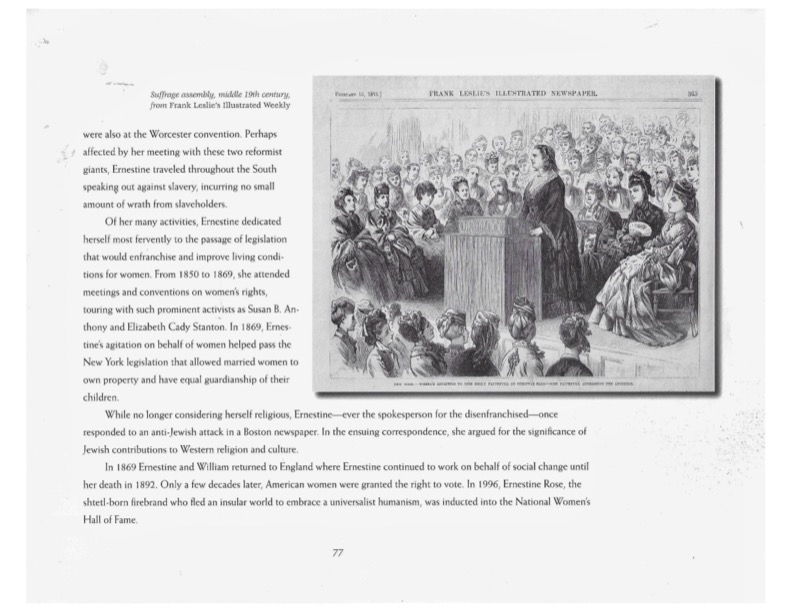 Suffrage assembly, middle 19th century,
from Frank Leslie's Illustrated Weekly
FRANK LESLIE'S ILLUSTRATED NEWSPAPER.
were also at the Worcester convention. Perhaps
affected by her meeting with these two reformist
giants, Ernestine traveled throughout the South
speaking out against slavery, incurring no small
amount of wrath from slaveholders.
Of her many activities, Ernestine dedicated
herself most fervently to the passage of legislation
that would enfranchise and improve living condi-
tions for women. From 1850 to 1869, she attended
meetings and conventions on women's rights,
touring with such prominent activists as Susan B. An-
thony and Elizabeth Cady Stanton. In 1869, Ernes-
tine's agitation on behalf of women helped pass the
New York legislation that allowed married women to
own property and have equal guardianship of their
children.
While no longer considering herself religious, Ernestine—ever the spokesperson for the disenfranchised—once
responded to an anti-Jewish attack in a Boston newspaper. In the ensuing correspondence, she argued for the significance of
Jewish contributions to Western religion and culture.
In 1869 Ernestine and William returned to England where Ernestine continued to work on behalf of social change until
her death in 1892. Only a few decades later, American women were granted the right to vote. In 1996, Ernestine Rose, the
shtetl-born firebrand who fled an insular world to embrace a universalist humanism, was inducted into the National Women's
Hall of Fame.
77